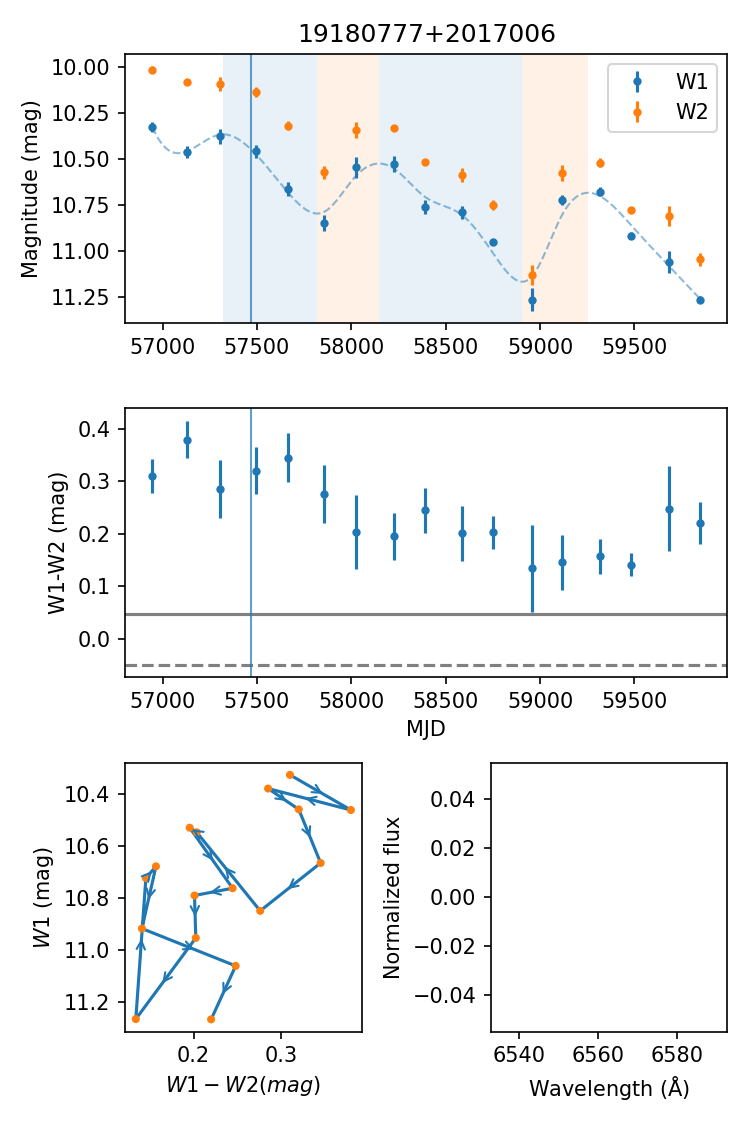 19180777+2017006
Magnitude (mag)
10.00
10.25
10.50
10.75
11.00
11.25
W1
W2
57000 57500 58000 58500 59000 59500
W1-W2 (mag)
0.4
0.3
0.2
0.1
0.0
57000 57500 58000 58500 59000 59500
MJD
W1 (mag)
10.4
10.6
10.8
11.0
11.2
0.2 0.3
W1 − W2(mag)
Normalized flux
0.04
0.02
0.00
−0.02
−0.04
6540 6560 6580
Wavelength (Å)